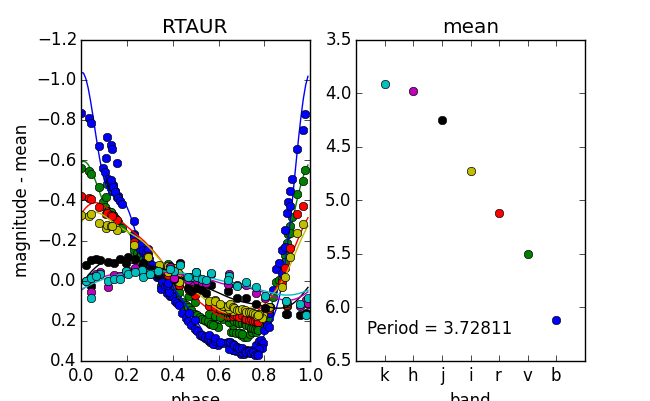 RTAUR
mean
−1.2
−1.0
−0.8
−0.6
−0.4
−0.2
0.0
0.2
0.4
magnitude - mean
0.0 0.2 0.4 0.6 0.8 1.0
phase
3.5
4.0
4.5
5.0
5.5
6.0
6.5
Period = 3.72811
k h j i r v b
band